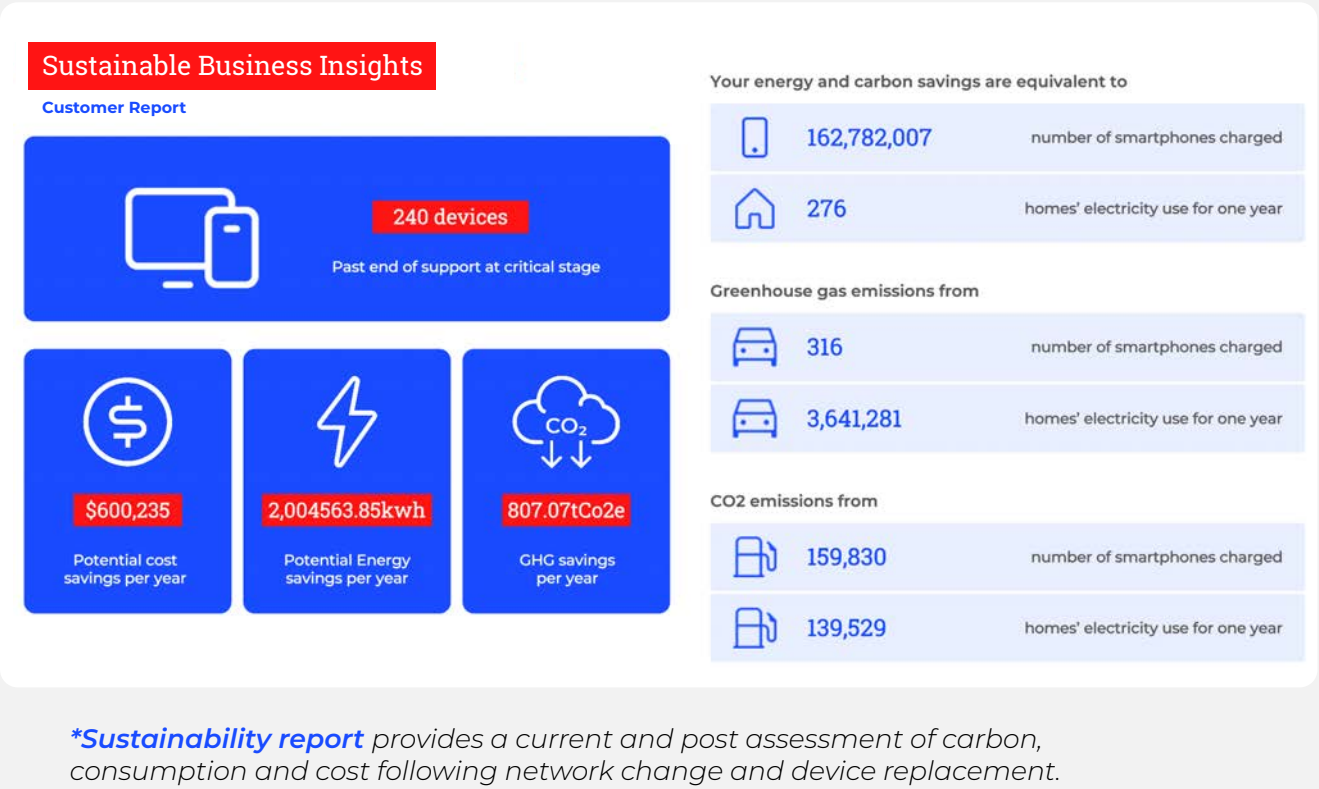 Sustainable Business Insights
Customer Report
240 devices
Past end of support at critical stage
$600,235
Potential cost
savings per year
2,004563.85kwh
Potential Energy
savings per year
CO₂
807.07tCo2e
GHG savings
per year
Your energy and carbon savings are equivalent to
162,782,007 number of smartphones charged
276 homes' electricity use for one year
Greenhouse gas emissions from
316 number of smartphones charged
3,641,281 homes' electricity use for one year
CO2 emissions from
159,830 number of smartphones charged
139,529 homes' electricity use for one year
*Sustainability report provides a current and post assessment of carbon,
consumption and cost following network change and device replacement.